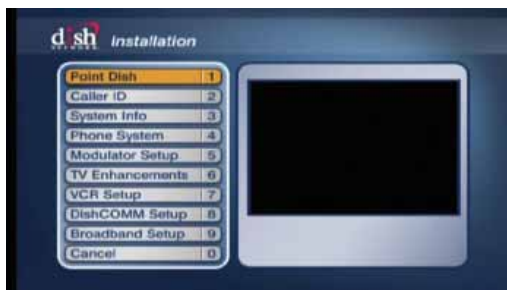 dish Installation
NETWORK
Point Dish 1
Caller ID 2
System Info 3
Phone System 4
Modulator Setup 5
TV Enhancements 6
VCR Setup 7
DishCOMM Setup 8
Broadband Setup 9
Cancel 0